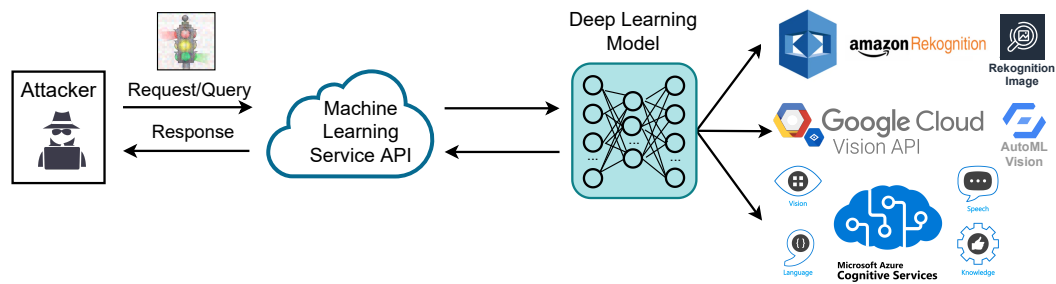 Attacker
Request/Query
Response
Machine
Learning
Service API
Deep Learning
Model
...
...
...
amazon Rekognition
Rekognition
Image
Google Cloud
Vision API
AutoML
Vision
Vision
Speech
{ }
Language
Microsoft Azure
Cognitive Services
Knowledge